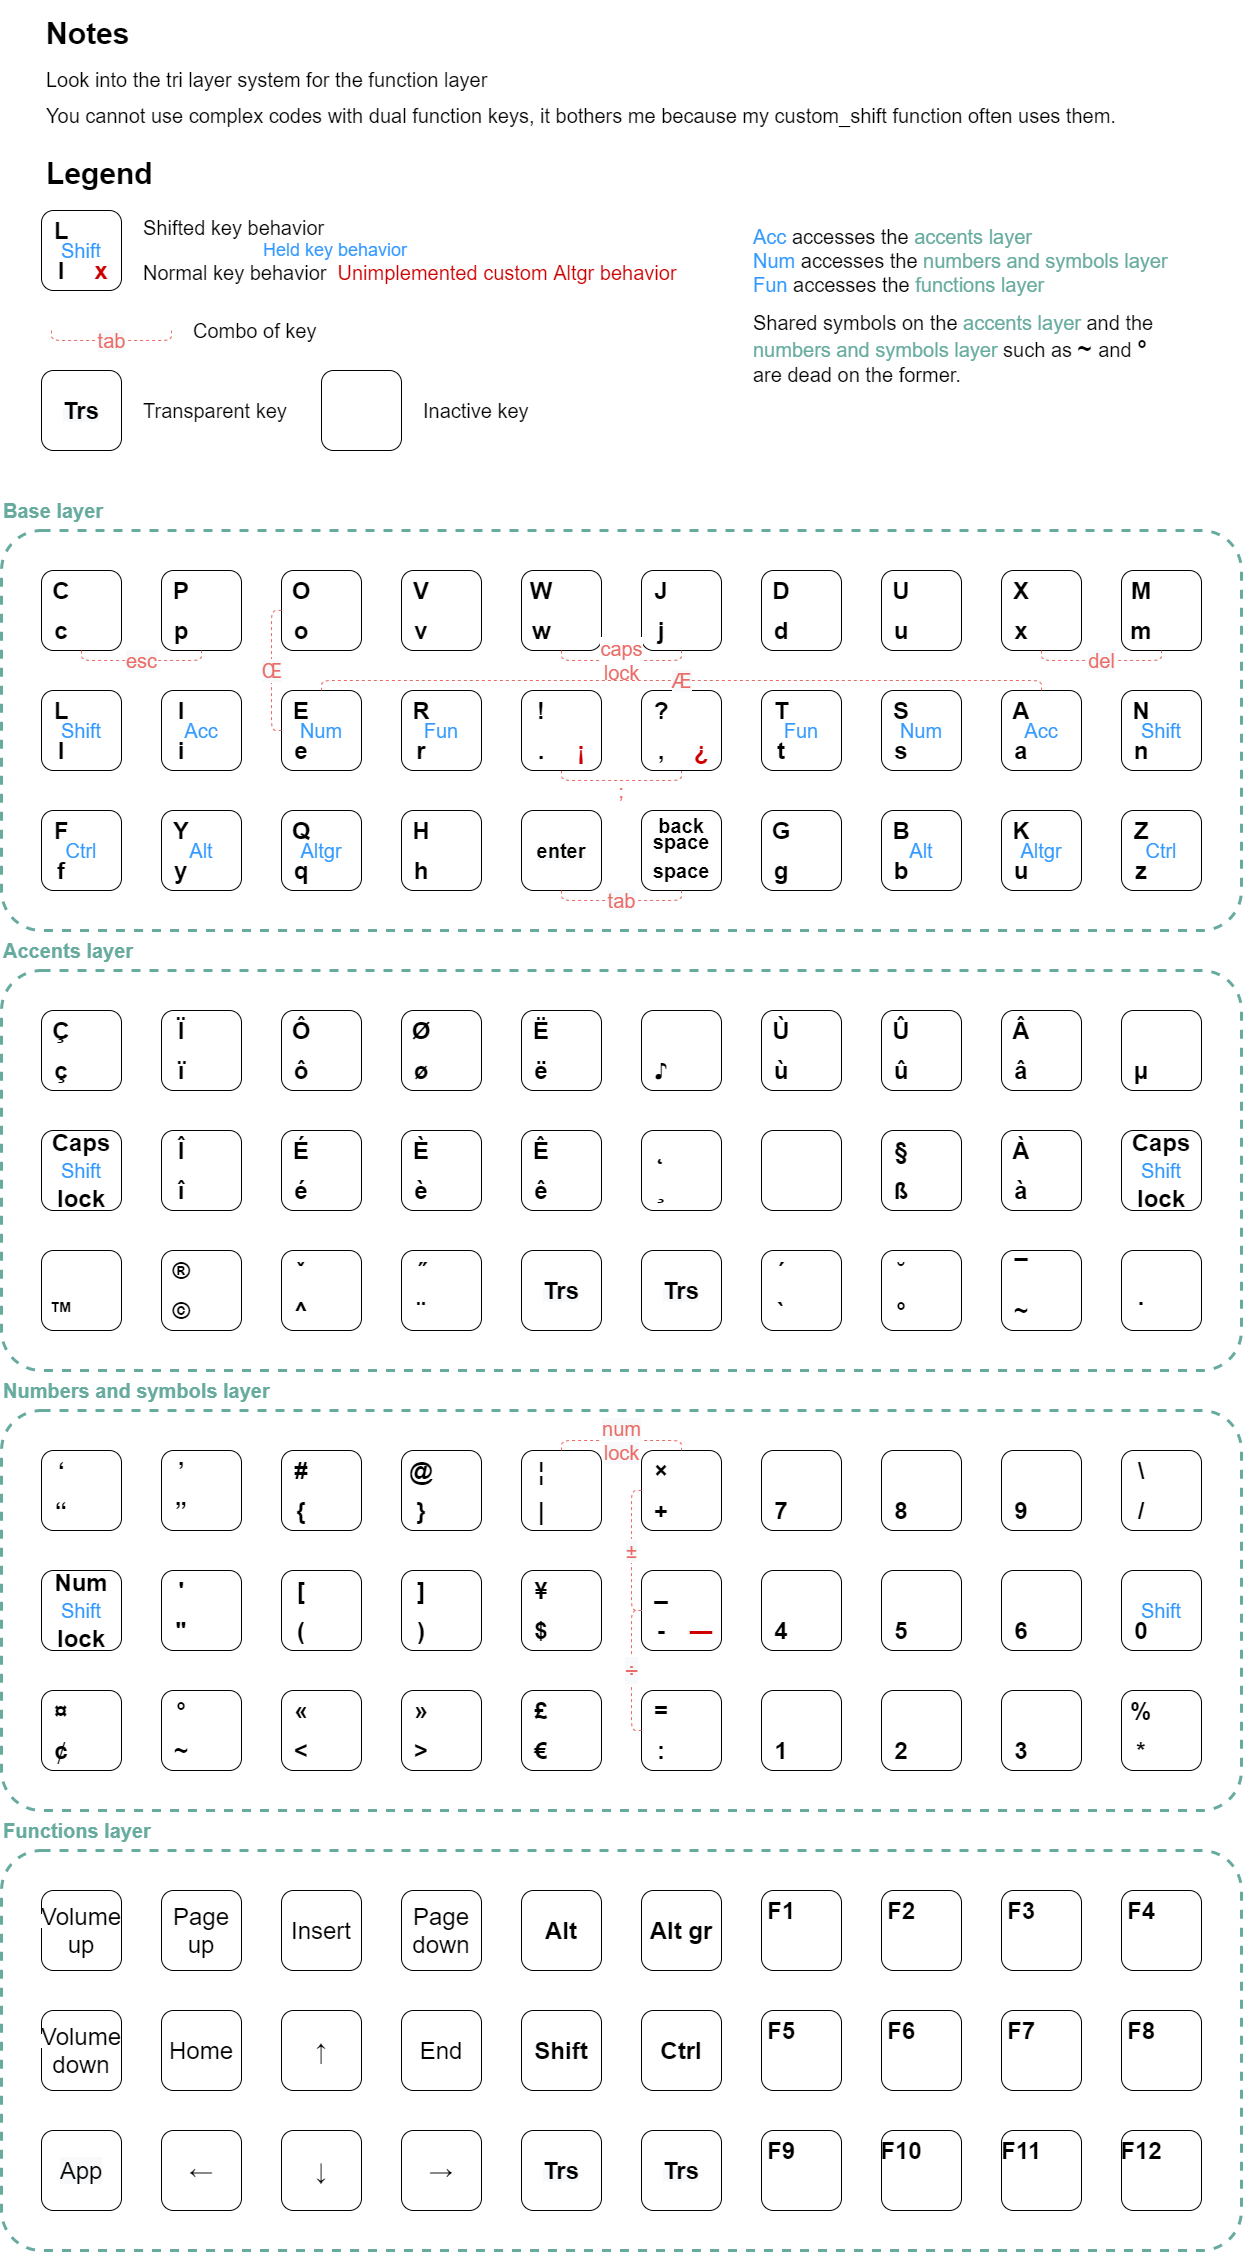 Notes
Look into the tri layer system for the function layer
You cannot use complex codes with dual function keys, it bothers me because my custom_shift function often uses them.
Legend
L
Shift
l x
Shifted key behavior
Held key behavior
Normal key behavior Unimplemented custom Altgr behavior
tab
Combo of key
Trs
Transparent key
Inactive key
Acc accesses the accents layer
Num accesses the numbers and symbols layer
Fun accesses the functions layer
Shared symbols on the accents layer and the
numbers and symbols layer such as ~ and °
are dead on the former.
Base layer
C P O V W J D U X M
c p o v w j d u x m
esc Œ caps lock Æ del
L I E R ! ? T S A N
Shift Acc Num Fun Fun Num Acc Shift
l i e r . ¡ , ¿ t s a n
;
F Y Q H enter back space G B K Z
Ctrl Alt Altgr Alt Altgr Ctrl
f y q h space g b u z
tab
Accents layer
Ç Ï Ô Ø Ë Ù Û Â
ç ï ô ø ë ♪ ù û â µ
Caps Î É È Ê ˛ § À Caps
Shift Shift
lock î é è ê ¸ ß à lock
® ˇ ˝ Trs Trs ´ ˘ ¯
™ © ^ ¨ ` ° ~ ·
Numbers and symbols layer
num
lock
‘ ’ # @ ¦ × \
“ ” { } | + 7 8 9 /
±
Num ' [ ] ¥ _
Shift Shift
lock " ( ) $ - — 4 5 6 0
÷
¤ ° « » £ = %
¢ ~ < > € : 1 2 3 *
Functions layer
Volume up Page up Insert Page down Alt Alt gr F1 F2 F3 F4
Volume down Home ↑ End Shift Ctrl F5 F6 F7 F8
App ← ↓ → Trs Trs F9 F10 F11 F12